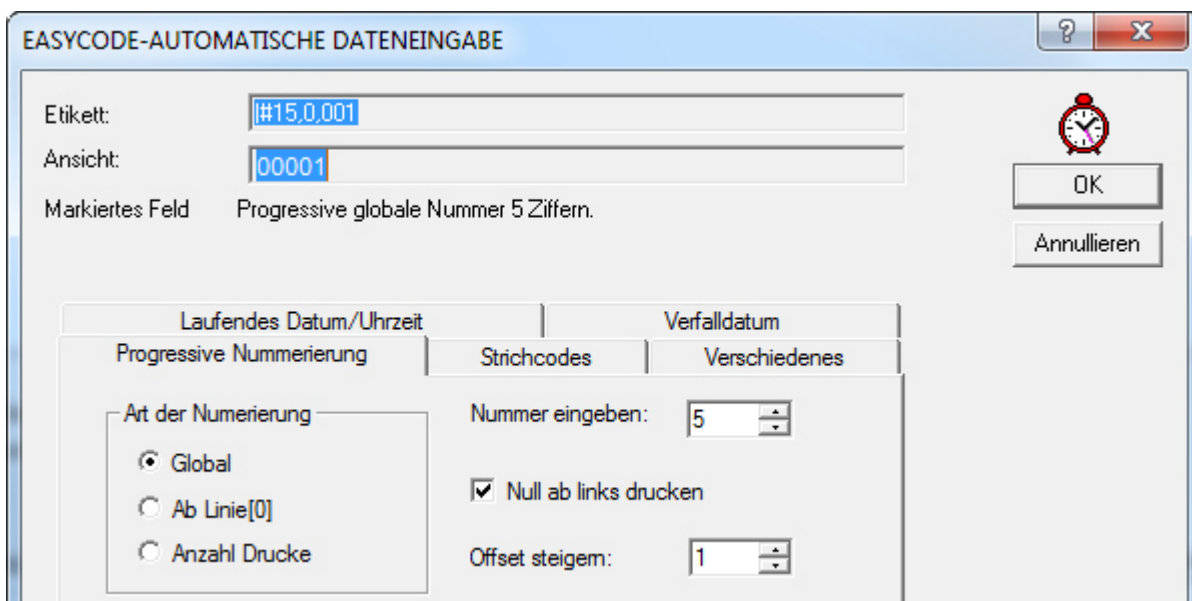 EASYCODE-AUTOMATISCHE DATENEINGABE
Etikett: |#15,0,001
Ansicht: 00001
OK
Markiertes Feld Progressive globale Nummer 5 Ziffern.
Annullieren
Laufendes Datum/Uhrzeit Verfalldatum
Progressive Nummerierung Strichcodes Verschiedenes
Art der Numerierung
Nummer eingeben: 5
Global
Null ab links drucken
Ab Linie[0]
Anzahl Drucke
Offset steigern: 1